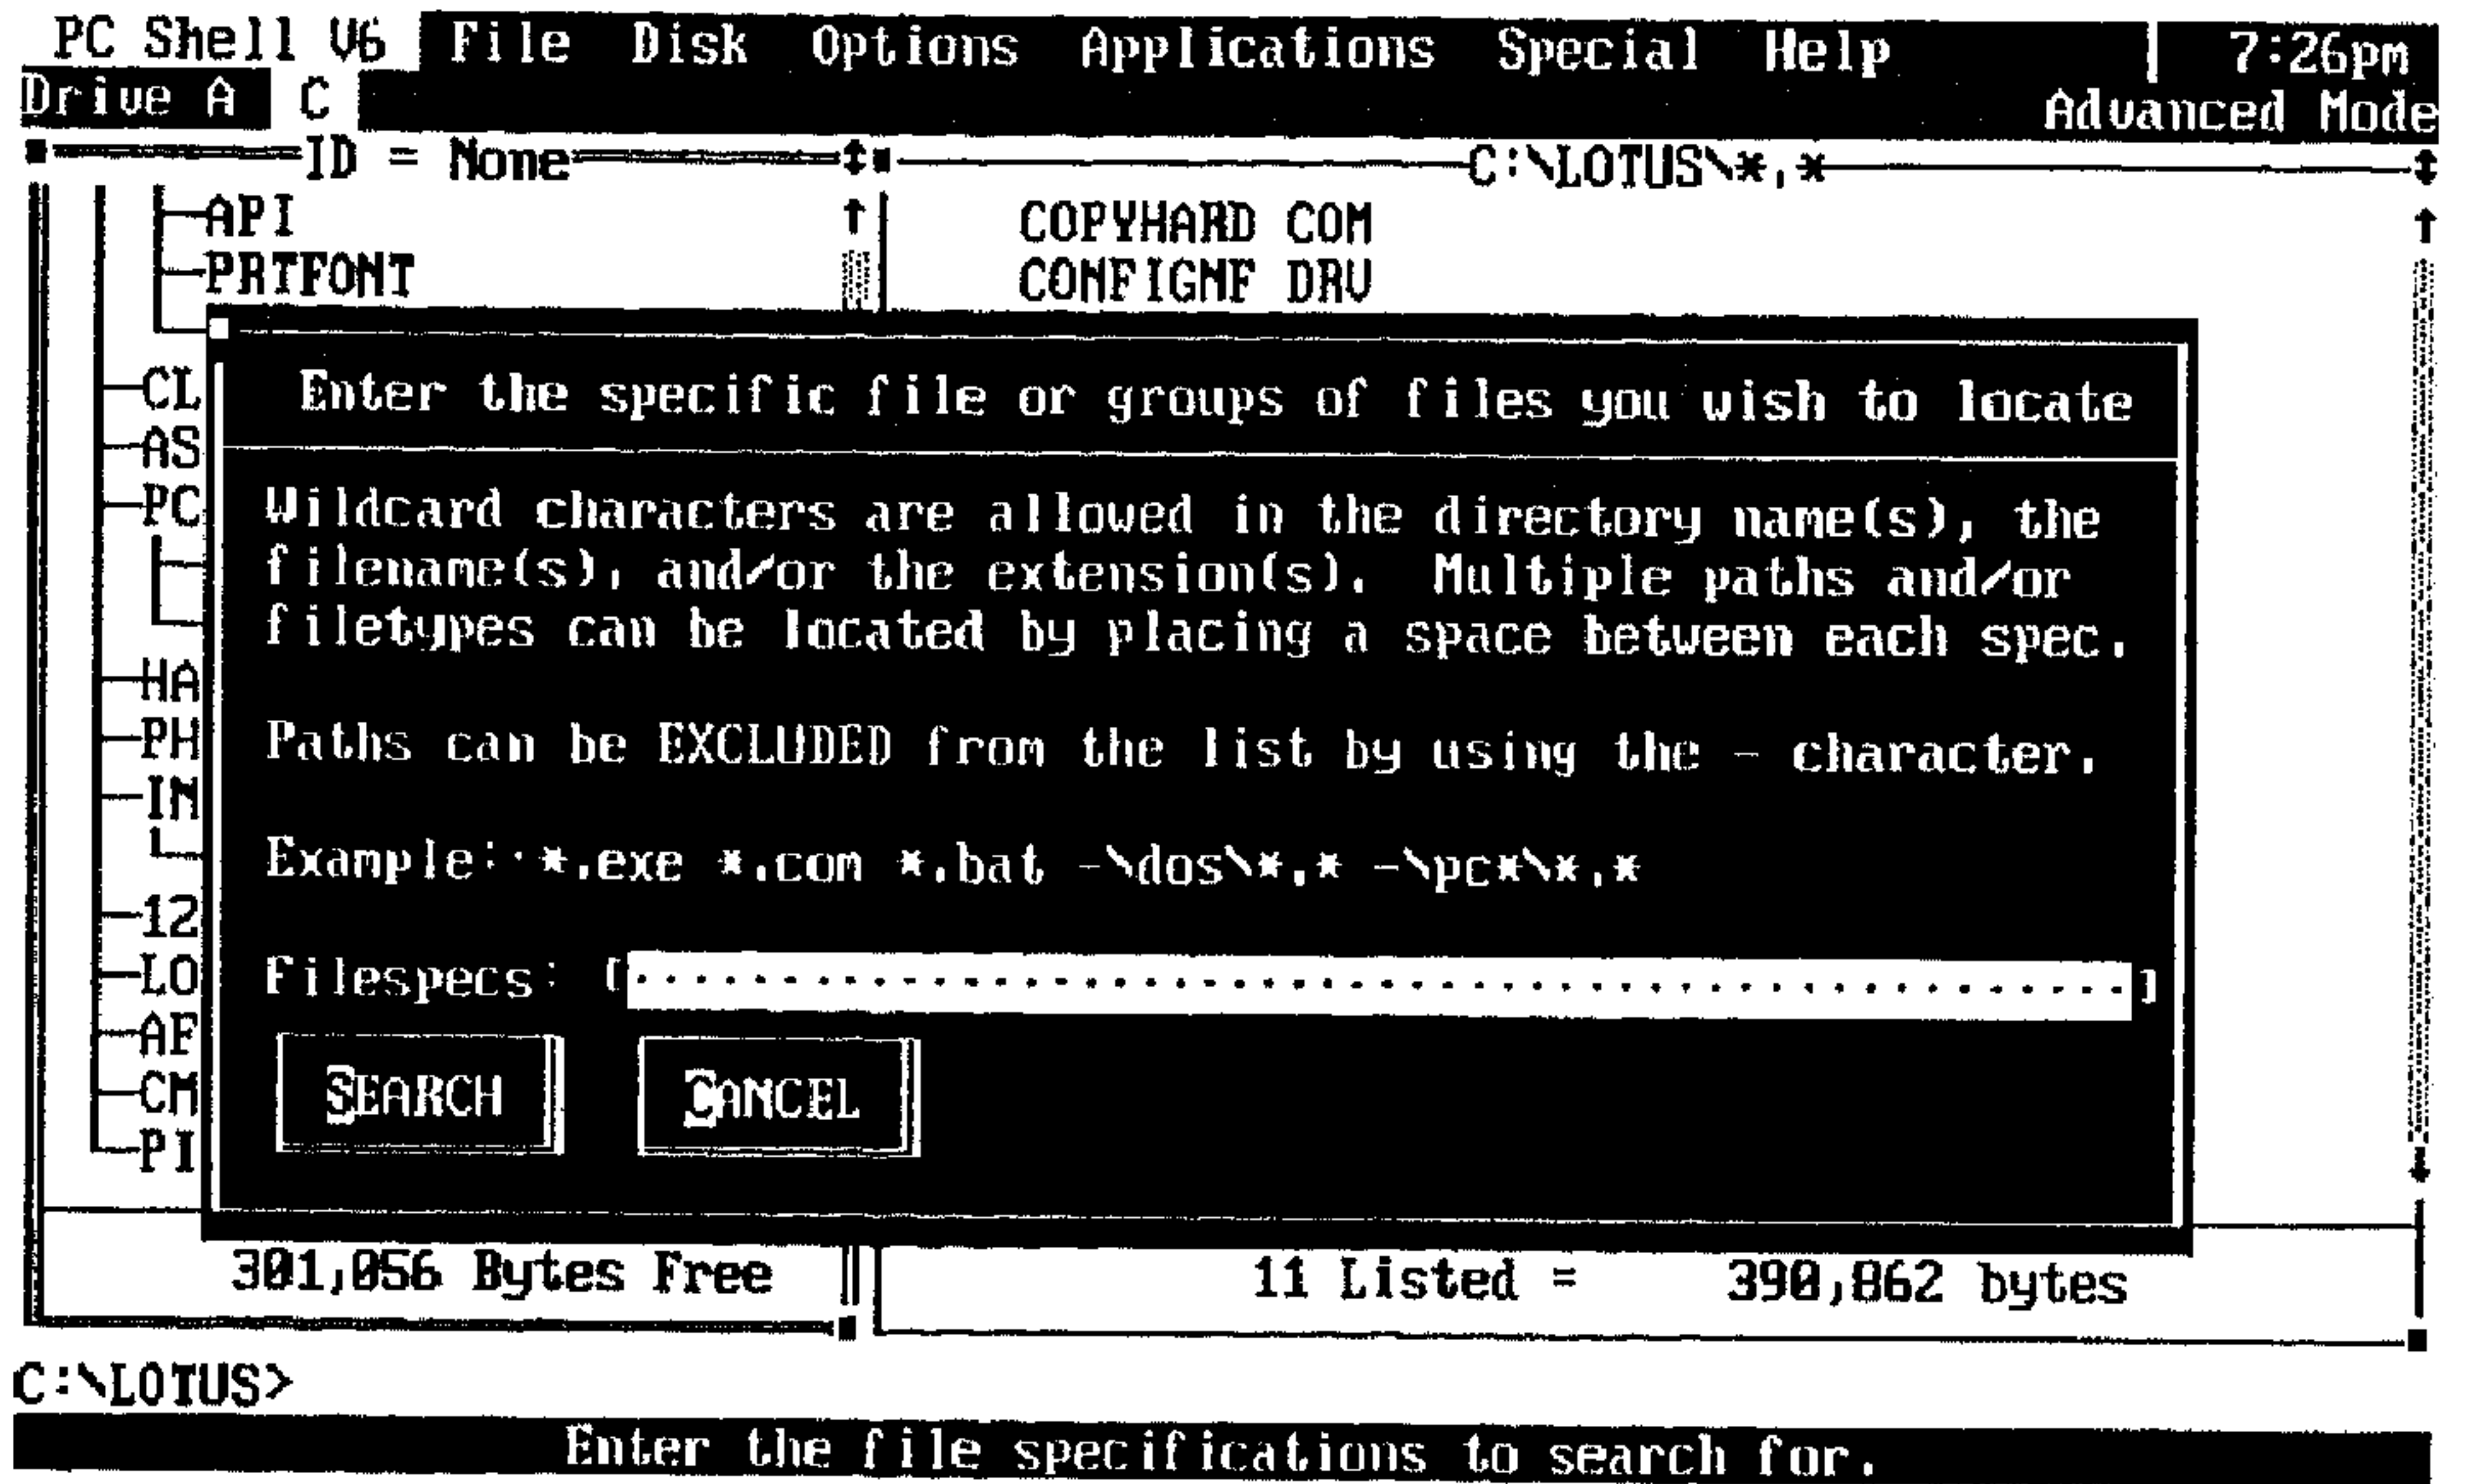 PC Shell V6 File Disk Options Applications Special Help 7:26pm
Drive A C Advanced Mode
ID = None C:\LOTUS\*.*
API COPYHARD COM
PRTFONT CONFIGNF DRV
Enter the specific file or groups of files you wish to locate
CL
AS
PC
Wildcard characters are allowed in the directory name(s), the
filename(s), and/or the extension(s). Multiple paths and/or
filetypes can be located by placing a space between each spec.
HA
PH
IN
Paths can be EXCLUDED from the list by using the - character.
Example: *.exe *.com *.bat -\dos\*.* -\pc*\*.*
12
LO
AF
CM
PI
Filespecs: [..................................................]
SEARCH CANCEL
301,056 Bytes Free 11 Listed = 390,862 bytes
C:\LOTUS>
Enter the file specifications to search for.